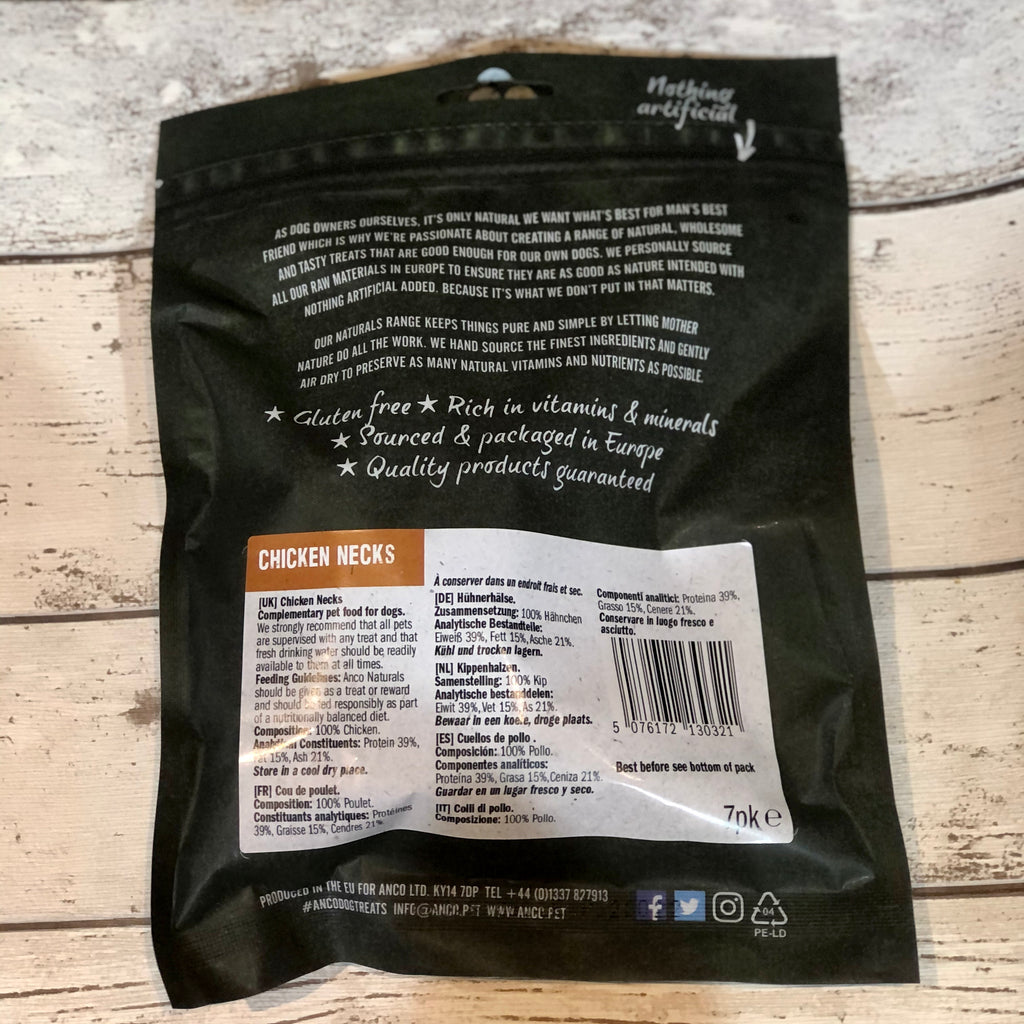 Nothing
artificial
AS DOG OWNERS OURSELVES, IT'S ONLY NATURAL WE WANT WHAT'S BEST FOR MAN'S BEST
FRIEND WHICH IS WHY WE'RE PASSIONATE ABOUT CREATING A RANGE OF NATURAL, WHOLESOME
AND TASTY TREATS THAT ARE GOOD ENOUGH FOR OUR OWN DOGS. WE PERSONALLY SOURCE
ALL OUR RAW MATERIALS IN EUROPE TO ENSURE THEY ARE AS GOOD AS NATURE INTENDED WITH
NOTHING ARTIFICIAL ADDED. BECAUSE IT'S WHAT WE DON'T PUT IN THAT MATTERS.
OUR NATURALS RANGE KEEPS THINGS PURE AND SIMPLE BY LETTING MOTHER
NATURE DO ALL THE WORK. WE HAND SOURCE THE FINEST INGREDIENTS AND GENTLY
AIR DRY TO PRESERVE AS MANY NATURAL VITAMINS AND NUTRIENTS AS POSSIBLE.
★ Gluten free ★ Rich in vitamins & minerals
★ Sourced & packaged in Europe
★ Quality products guaranteed
CHICKEN NECKS
[UK] Chicken Necks
Complementary pet food for dogs.
We strongly recommend that all pets
are supervised with any treat and that
fresh drinking water should be readily
available to them at all times.
Feeding Guidelines: Anco Naturals
should be given as a treat or reward
and should be fed responsibly as part
of a nutritionally balanced diet.
Composition: 100% Chicken.
Analytical Constituents: Protein 39%,
Fat 15%, Ash 21%.
Store in a cool dry place.
[FR] Cou de poulet.
Composition: 100% Poulet.
Constituants analytiques: Protéines
39%, Graisse 15%, Cendres 21%
À conserver dans un endroit frais et sec.
[DE] Hühnerhälse.
Zusammensetzung: 100% Hähnchen
Analytische Bestandteile:
Eiweiß 39%, Fett 15%, Asche 21%.
Kühl und trocken lagern.
[NL] Kippenhalzen.
Samenstelling: 100% Kip
Analytische bestanddelen:
Eiwit 39%, Vet 15%, As 21%.
Bewaar in een koele, droge plaats.
[ES] Cuellos de pollo .
Composición: 100% Pollo.
Componentes analíticos:
Proteína 39%, Grasa 15%, Ceniza 21%.
Guardar en un lugar fresco y seco.
[IT] Colli di pollo.
Composizione: 100% Pollo.
Componenti analitici: Proteina 39%,
Grasso 15%, Cenere 21%.
Conservare in luogo fresco e
asciutto.
5 076172 130321
Best before see bottom of pack
7pk ℮
PRODUCED IN THE EU FOR ANCO LTD. KY14 7DP TEL +44 (0)1337 827913
#ANCODOGTREATS INFO@ANCO.PET WWW.ANCO.PET
04
PE-LD